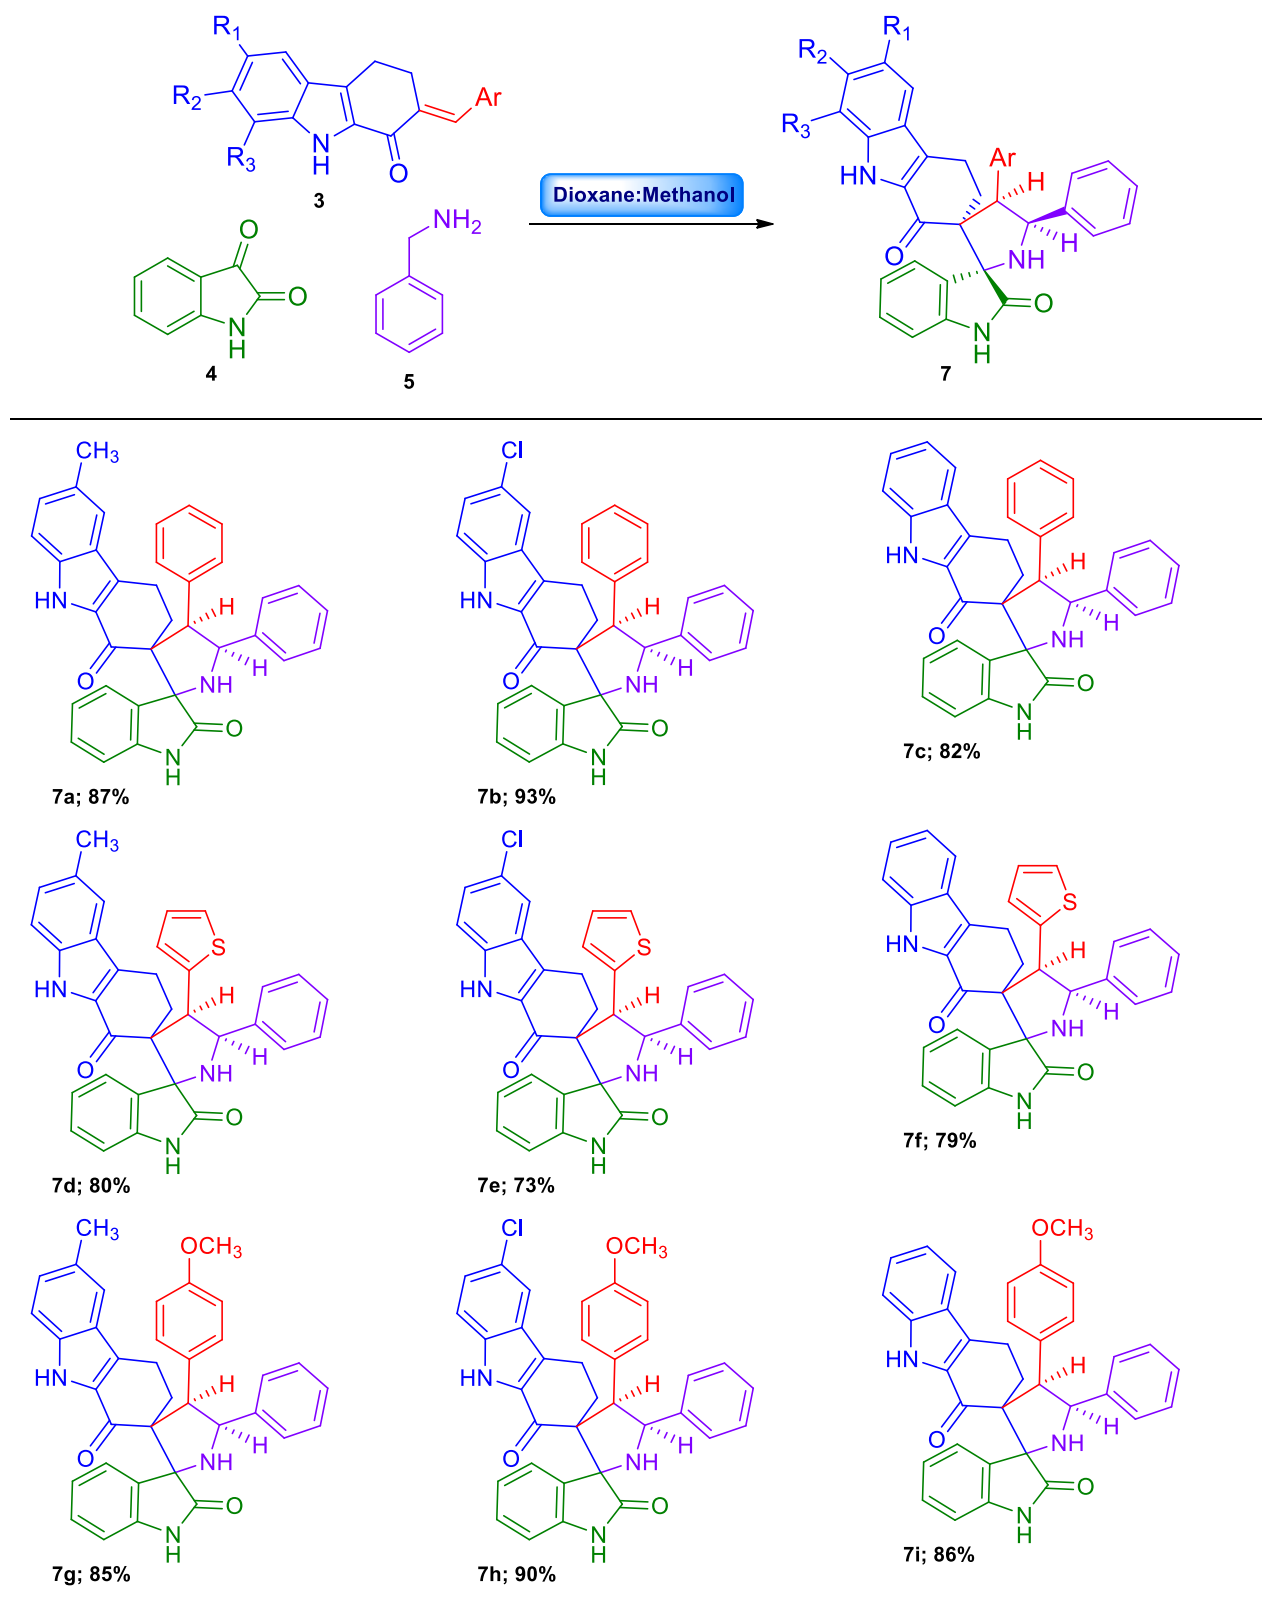 R1
R2
R3
N
H
O
Ar
3
Dioxane:Methanol
O
O
N
H
4
NH2
5
R1
R2
R3
HN
O
Ar
H
H
NH
O
N
H
7
CH3
HN
O
H
H
NH
O
N
H
7a; 87%
Cl
HN
O
H
H
NH
O
N
H
7b; 93%
HN
O
H
H
NH
O
N
H
7c; 82%
CH3
S
HN
O
H
H
NH
O
N
H
7d; 80%
Cl
S
HN
O
H
H
NH
O
N
H
7e; 73%
S
HN
O
H
H
NH
O
N
H
7f; 79%
CH3
OCH3
HN
O
H
H
NH
O
N
H
7g; 85%
Cl
OCH3
HN
O
H
H
NH
O
N
H
7h; 90%
OCH3
HN
O
H
H
NH
O
N
H
7i; 86%